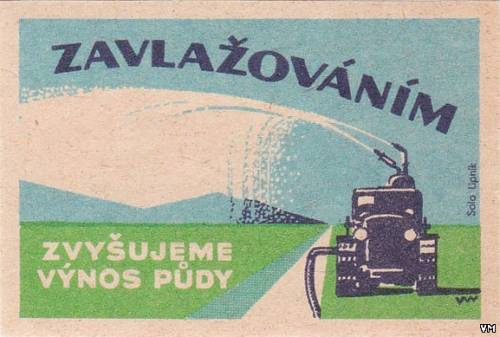 ZAVLAŽOVÁNÍM
ZVYŠUJEME
VÝNOS PŮDY
Solo Lipník
VM